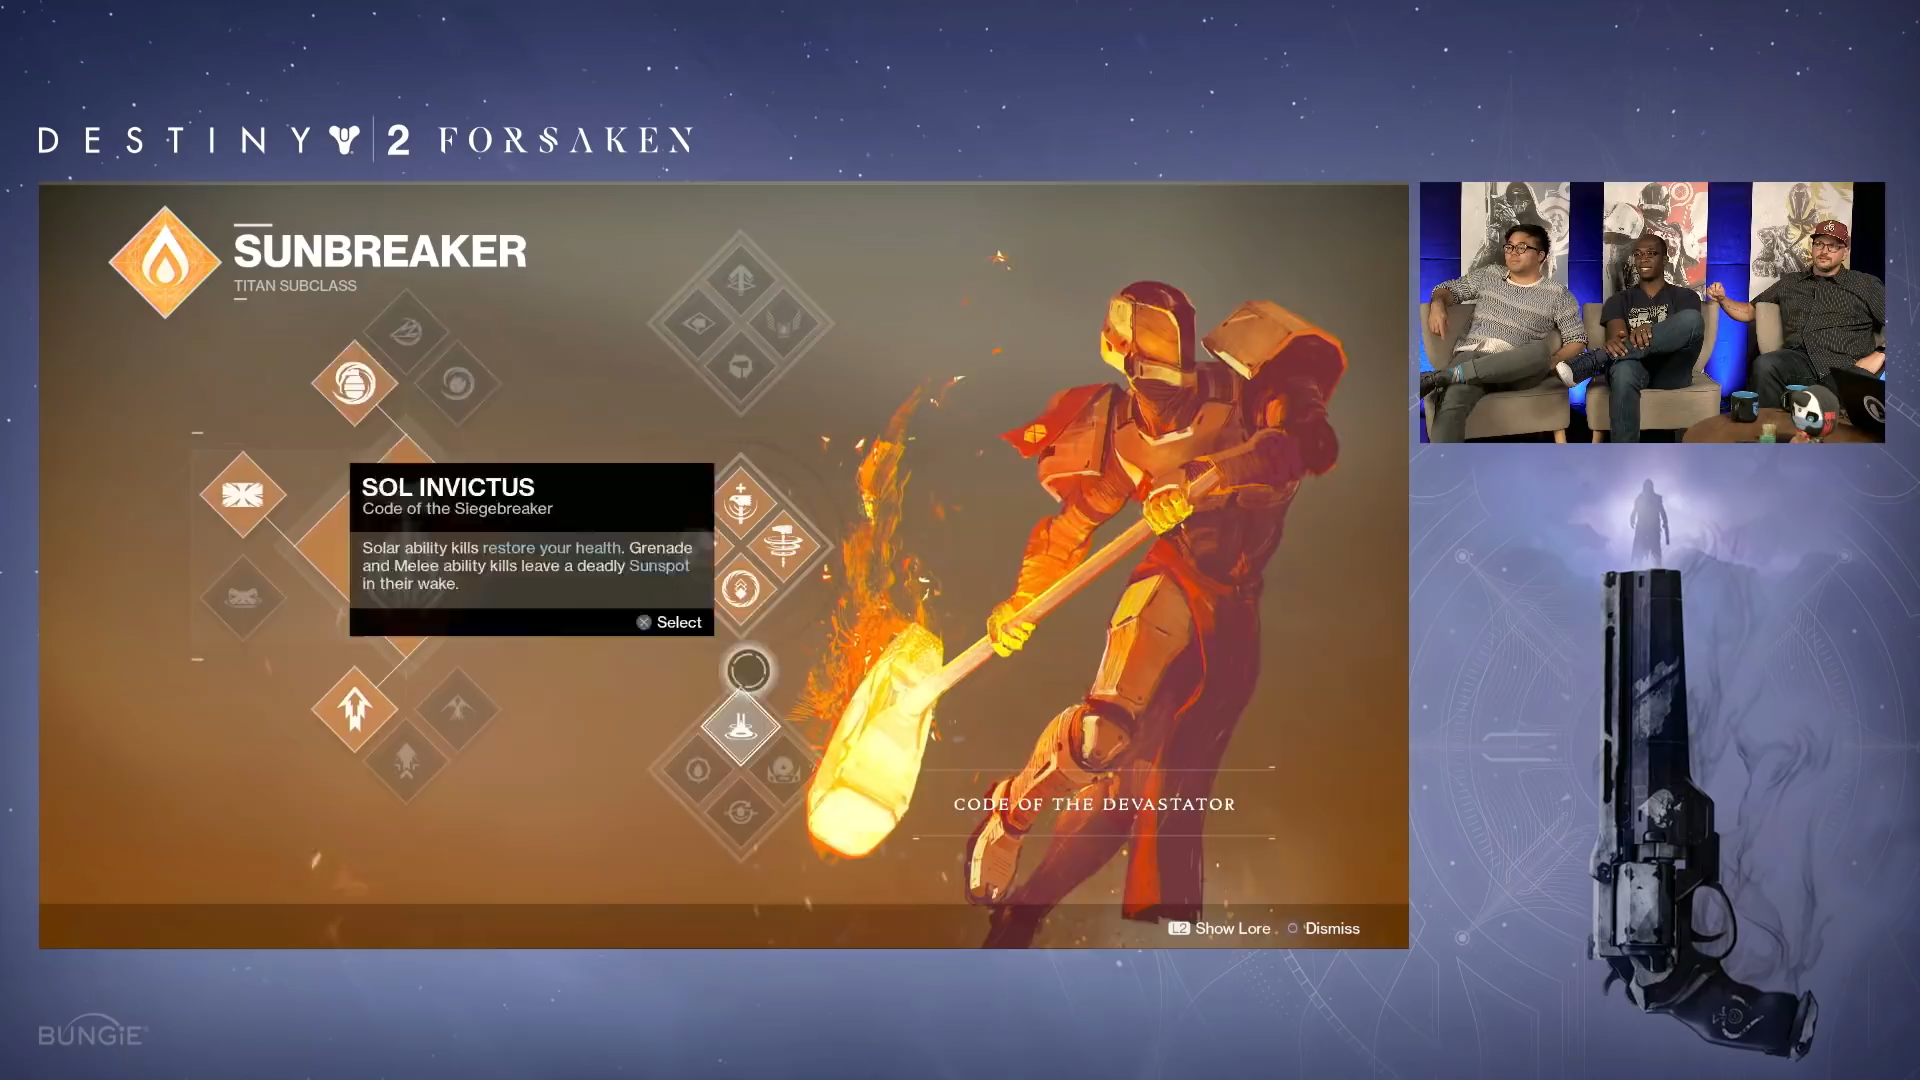 DESTINY 2 FORSAKEN
SUNBREAKER
TITAN SUBCLASS
SOL INVICTUS
Code of the Siegebreaker
Solar ability kills restore your health. Grenade
and Melee ability kills leave a deadly Sunspot
in their wake.
Select
CODE OF THE DEVASTATOR
L2 Show Lore
Dismiss
BUNGiE